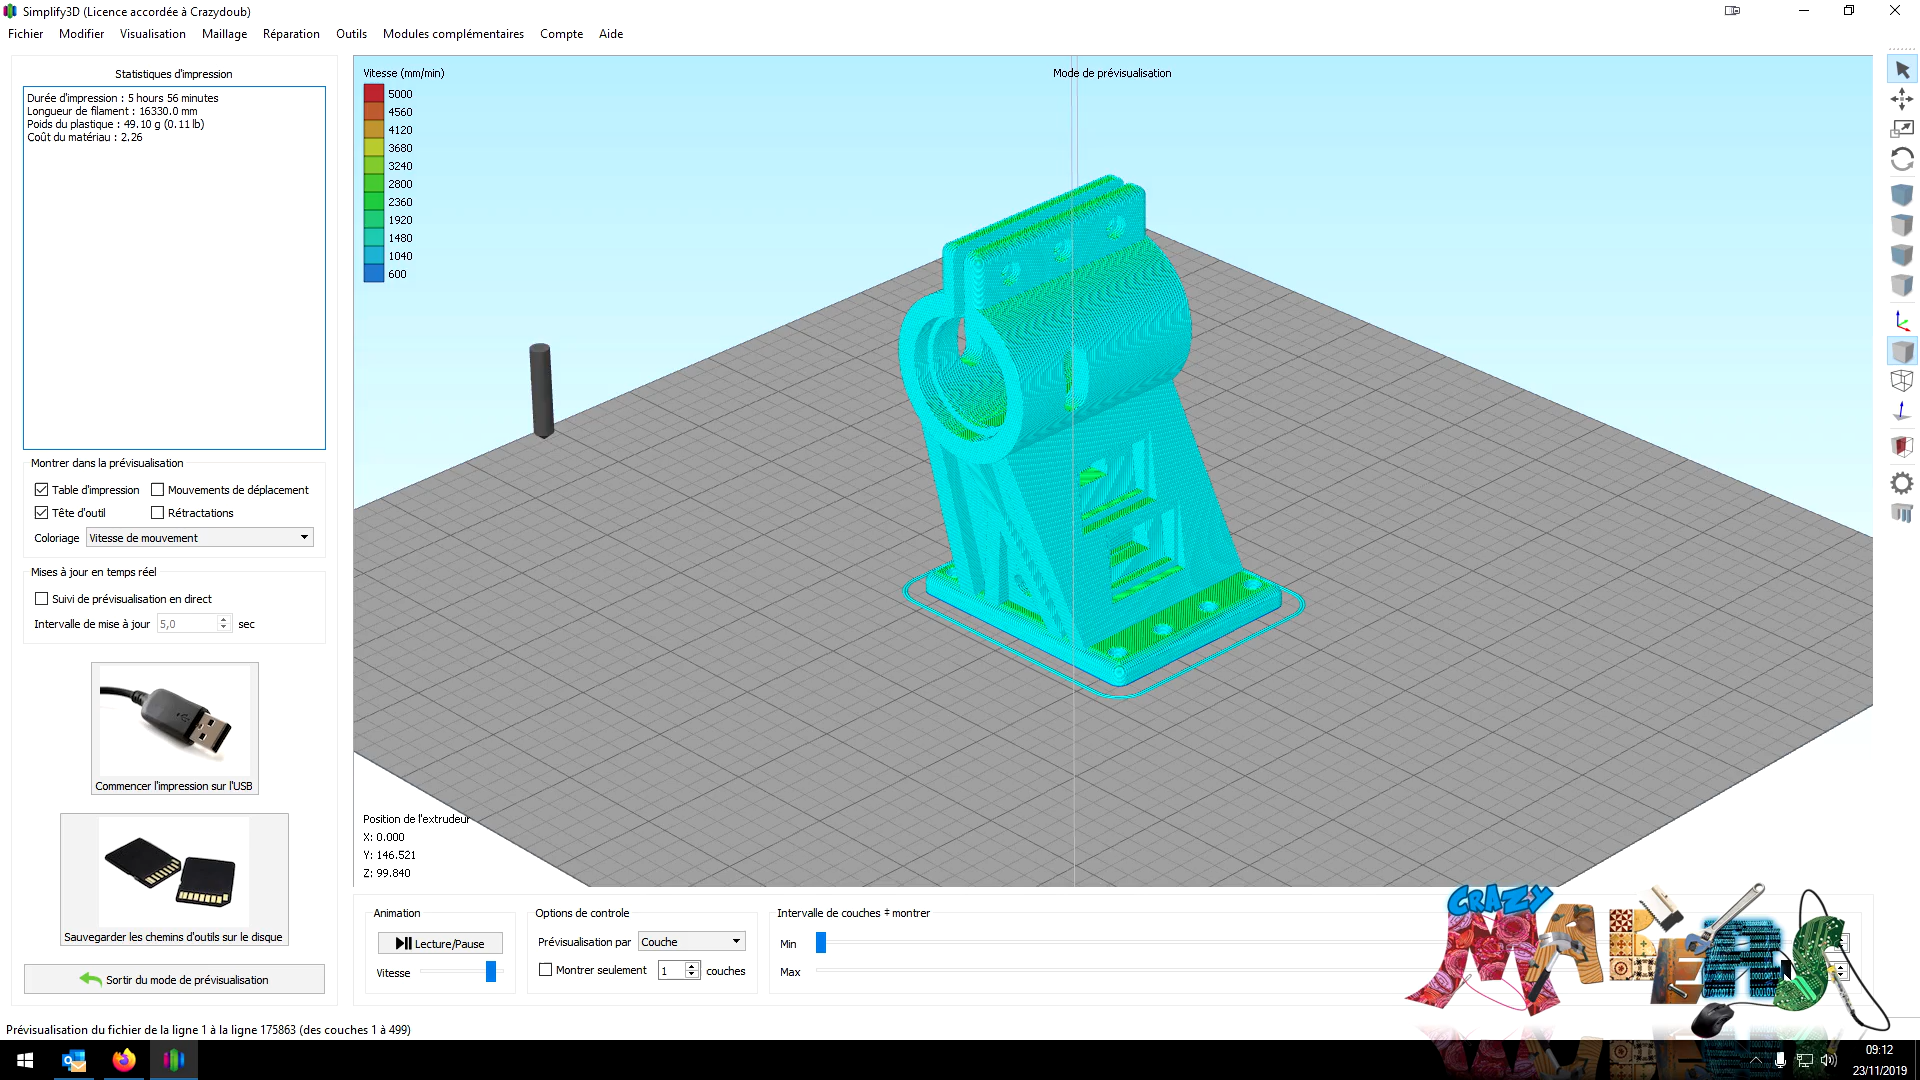 Simplify3D (Licence accordée à Crazydoub)
Fichier Modifier Visualisation Maillage Réparation Outils Modules complémentaires Compte Aide
Statistiques d'impression
Durée d'impression : 5 hours 56 minutes
Longueur de filament : 16330.0 mm
Poids du plastique : 49.10 g (0.11 lb)
Coût du matériau : 2.26
Montrer dans la prévisualisation
Table d'impression Mouvements de déplacement
Tête d'outil Rétractations
Coloriage Vitesse de mouvement
Mises à jour en temps réel
Suivi de prévisualisation en direct
Intervalle de mise à jour 5,0 sec
Commencer l'impression sur l'USB
Sauvegarder les chemins d'outils sur le disque
Sortir du mode de prévisualisation
Vitesse (mm/min)
5000
4560
4120
3680
3240
2800
2360
1920
1480
1040
600
Mode de prévisualisation
Position de l'extrudeur
X: 0.000
Y: 146.521
Z: 99.840
Animation
Lecture/Pause
Vitesse
Options de controle
Prévisualisation par Couche
Montrer seulement 1 couches
Intervalle de couches ‡ montrer
Min
Max
CRAZY
MAKERS
Prévisualisation du fichier de la ligne 1 à la ligne 175863 (des couches 1 à 499)
09:12
23/11/2019